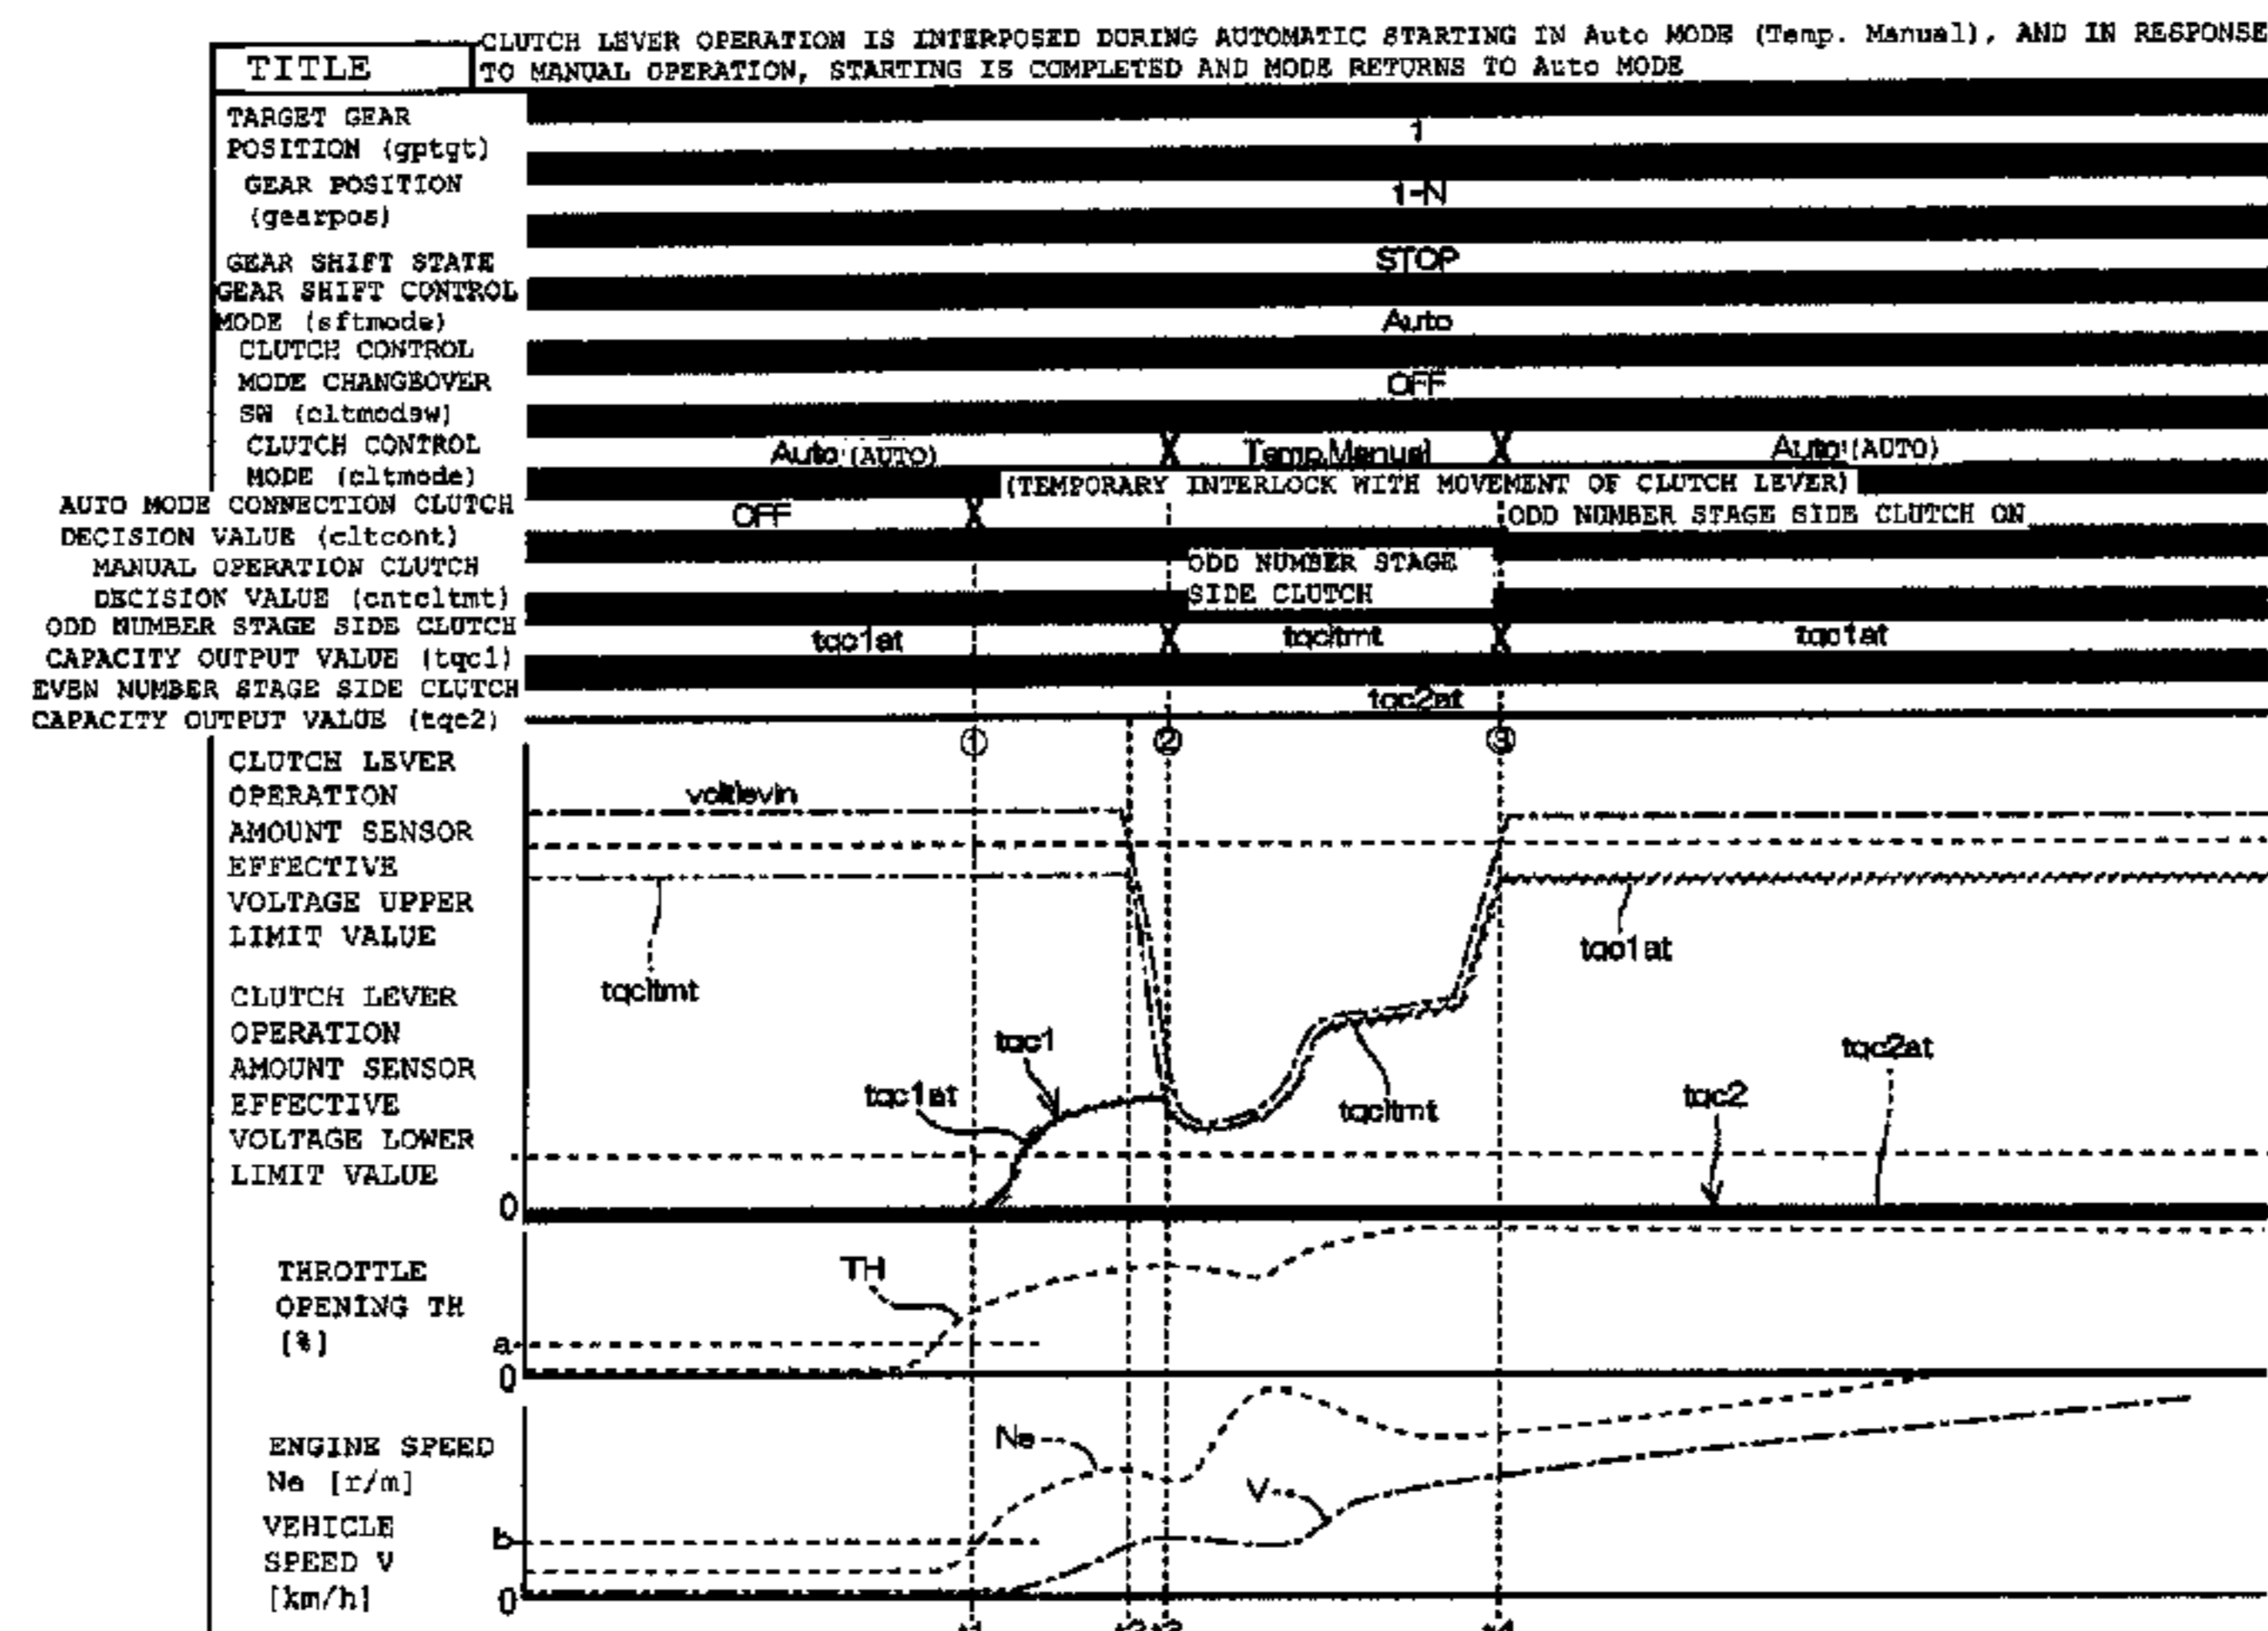 TITLE
CLUTCH LEVER OPERATION IS INTERPOSED DURING AUTOMATIC STARTING IN Auto MODE (Temp. Manual), AND IN RESPONSE
TO MANUAL OPERATION, STARTING IS COMPLETED AND MODE RETURNS TO Auto MODE
TARGET GEAR
POSITION (gptgt)
1
GEAR POSITION
(gearpos)
1-N
GEAR SHIFT STATE
STOP
GEAR SHIFT CONTROL
MODE (sftmode)
Auto
CLUTCH CONTROL
MODE CHANGEOVER
SW (cltmodsw)
OFF
CLUTCH CONTROL
MODE (cltmode)
Auto (AUTO)
Temp.Manual
Auto (AUTO)
(TEMPORARY INTERLOCK WITH MOVEMENT OF CLUTCH LEVER)
AUTO MODE CONNECTION CLUTCH
DECISION VALUE (cltcont)
OFF
ODD NUMBER STAGE SIDE CLUTCH ON
MANUAL OPERATION CLUTCH
DECISION VALUE (cntcltmt)
ODD NUMBER STAGE
SIDE CLUTCH
ODD NUMBER STAGE SIDE CLUTCH
CAPACITY OUTPUT VALUE (tqc1)
tqc1at
tqcltmt
tqc1at
EVEN NUMBER STAGE SIDE CLUTCH
CAPACITY OUTPUT VALUE (tqc2)
tqc2at
① ② ③
CLUTCH LEVER
OPERATION
AMOUNT SENSOR
EFFECTIVE
VOLTAGE UPPER
LIMIT VALUE
voltlevin
tqcltmt
tqc1at
CLUTCH LEVER
OPERATION
AMOUNT SENSOR
EFFECTIVE
VOLTAGE LOWER
LIMIT VALUE
tqc1
tqc1at
tqcltmt
tqc2
tqc2at
0
THROTTLE
OPENING TH
[%]
TH
a
0
ENGINE SPEED
Ne [r/m]
VEHICLE
SPEED V
[km/h]
Ne
V
b
0